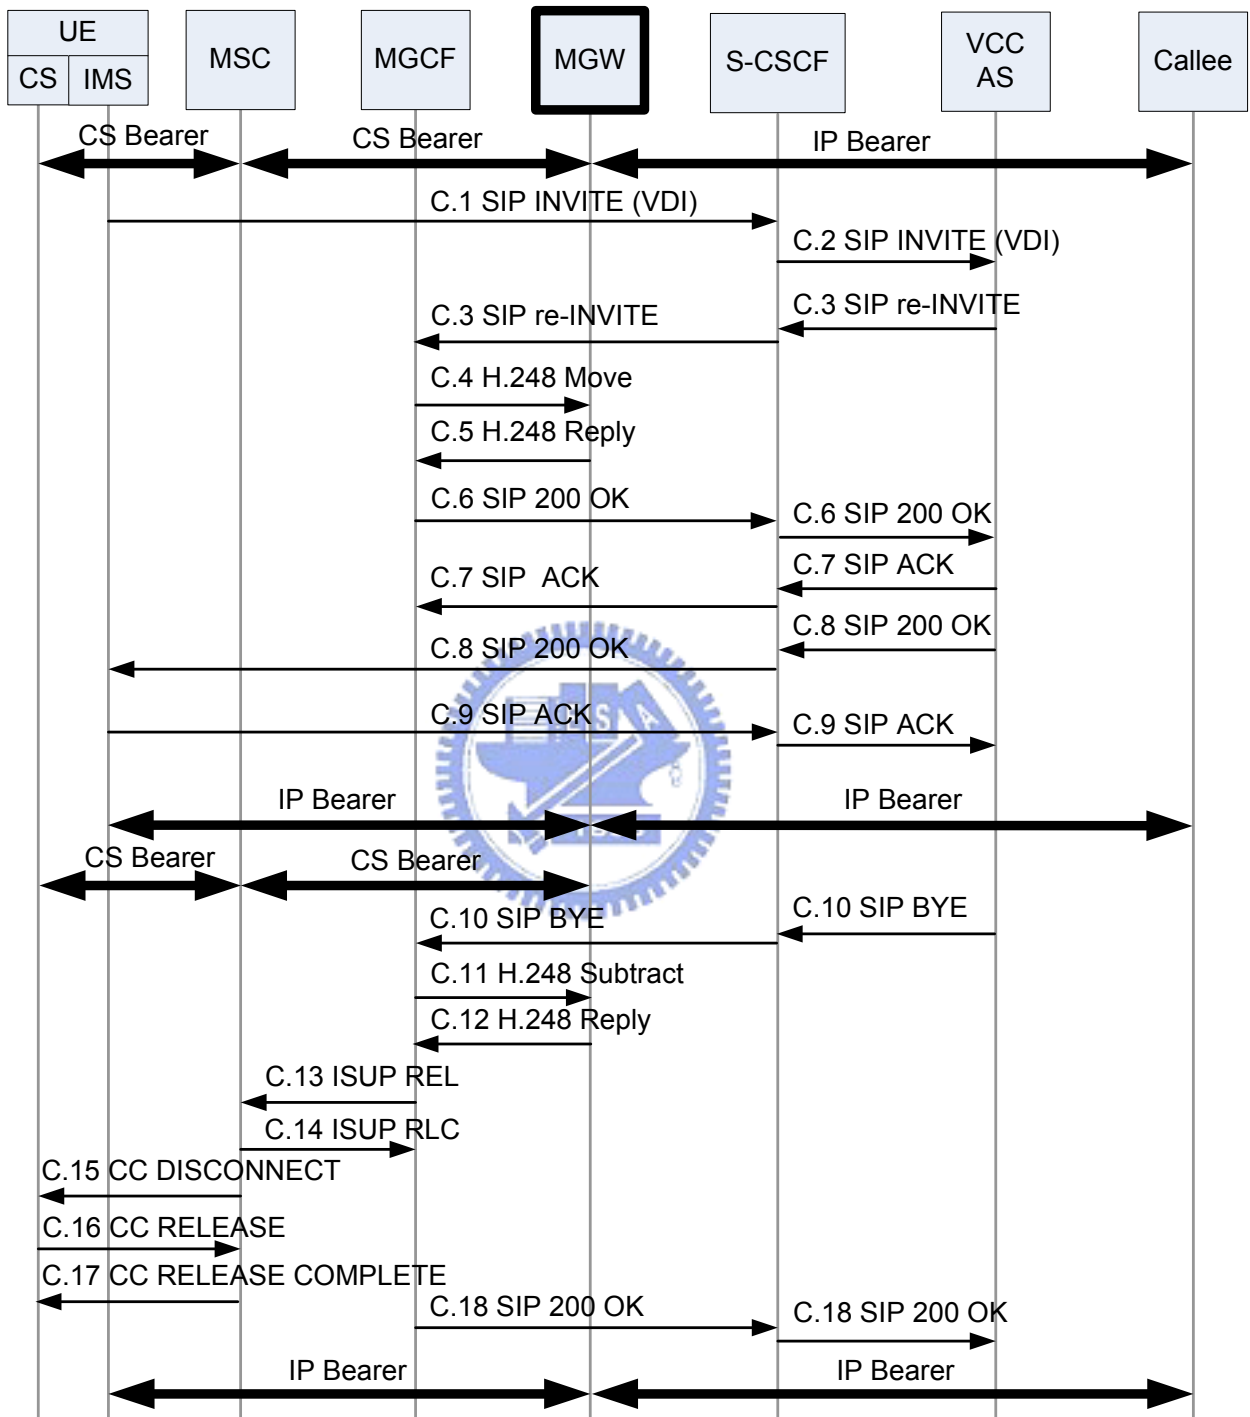 UE
CS IMS
MSC
MGCF
MGW
S-CSCF
VCC
AS
Callee
CS Bearer
CS Bearer
IP Bearer
C.1 SIP INVITE (VDI)
C.2 SIP INVITE (VDI)
C.3 SIP re-INVITE
C.3 SIP re-INVITE
C.4 H.248 Move
C.5 H.248 Reply
C.6 SIP 200 OK
C.6 SIP 200 OK
C.7 SIP ACK
C.7 SIP ACK
C.8 SIP 200 OK
C.8 SIP 200 OK
C.9 SIP ACK
C.9 SIP ACK
IP Bearer
IP Bearer
CS Bearer
CS Bearer
C.10 SIP BYE
C.10 SIP BYE
C.11 H.248 Subtract
C.12 H.248 Reply
C.13 ISUP REL
C.14 ISUP RLC
C.15 CC DISCONNECT
C.16 CC RELEASE
C.17 CC RELEASE COMPLETE
C.18 SIP 200 OK
C.18 SIP 200 OK
IP Bearer
IP Bearer